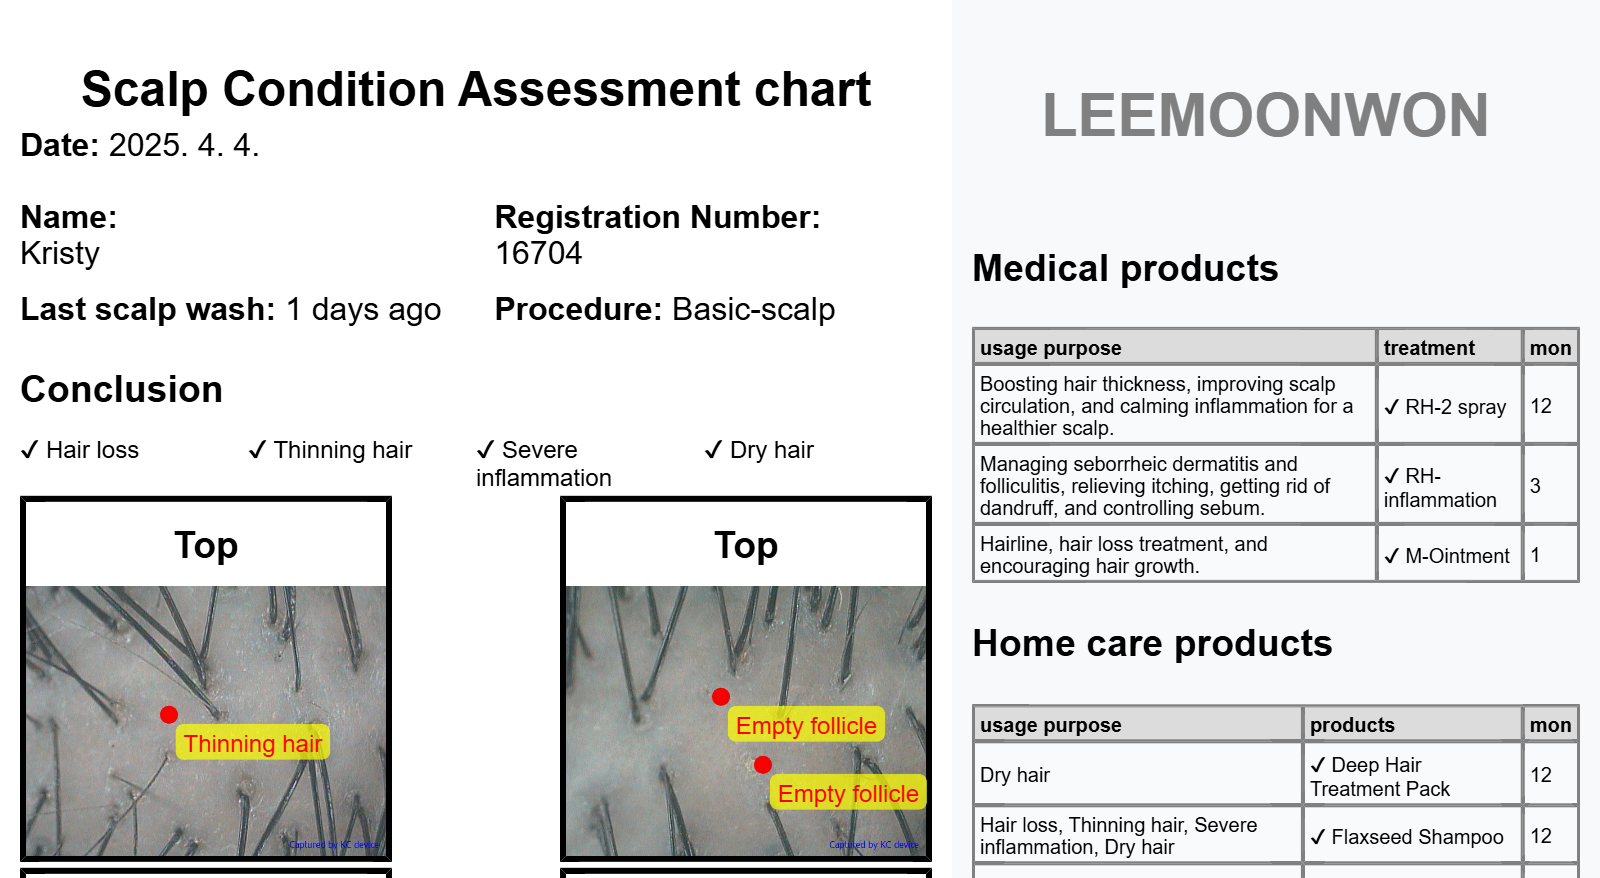 Scalp Condition Assessment chart
Date: 2025. 4. 4.
Name:
Kristy
Registration Number:
16704
Last scalp wash: 1 days ago
Procedure: Basic-scalp
Conclusion
✓ Hair loss
✓ Thinning hair
✓ Severe
inflammation
✓ Dry hair
Top
Thinning hair
Captured by KC device
Top
Empty follicle
Empty follicle
Captured by KC device
LEEMOONWON
Medical products
usage purpose treatment mon
Boosting hair thickness, improving scalp
circulation, and calming inflammation for a
healthier scalp.
✓ RH-2 spray
12
Managing seborrheic dermatitis and
folliculitis, relieving itching, getting rid of
dandruff, and controlling sebum.
✓ RH-
inflammation
3
Hairline, hair loss treatment, and
encouraging hair growth.
✓ M-Ointment
1
Home care products
usage purpose products mon
Dry hair
✓ Deep Hair
Treatment Pack
12
Hair loss, Thinning hair, Severe
inflammation, Dry hair
✓ Flaxseed Shampoo
12